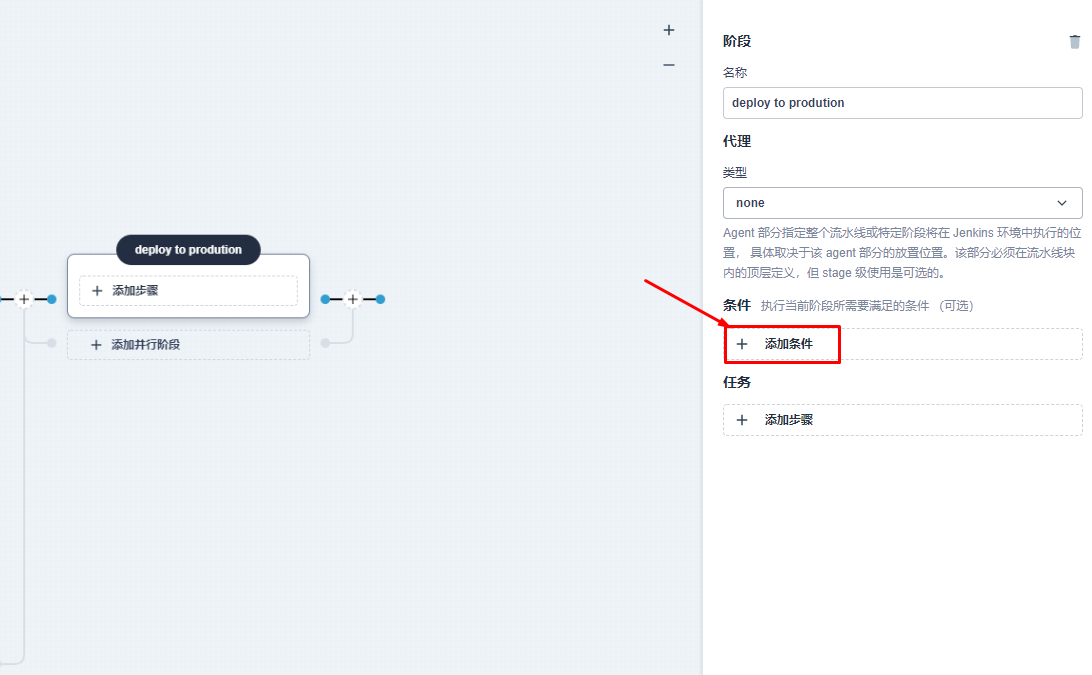 deploy to prodution
添加步骤
添加并行阶段
阶段
名称
deploy to prodution
代理
类型
none
Agent 部分指定整个流水线或特定阶段将在 Jenkins 环境中执行的位
置， 具体取决于该 agent 部分的放置位置。该部分必须在流水线块
内的顶层定义，但 stage 级使用是可选的。
条件 执行当前阶段所需要满足的条件 （可选）
添加条件
任务
添加步骤